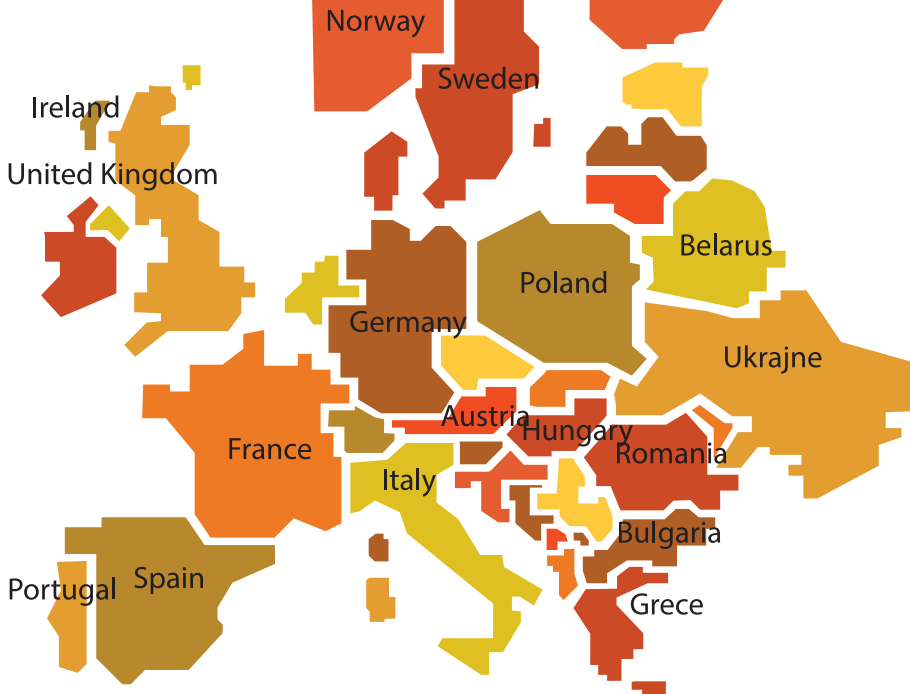 Norway
Sweden
Ireland
United Kingdom
Belarus
Poland
Germany
Ukrajne
Austria
Hungary
France
Romania
Italy
Bulgaria
Spain
Portugal
Grece